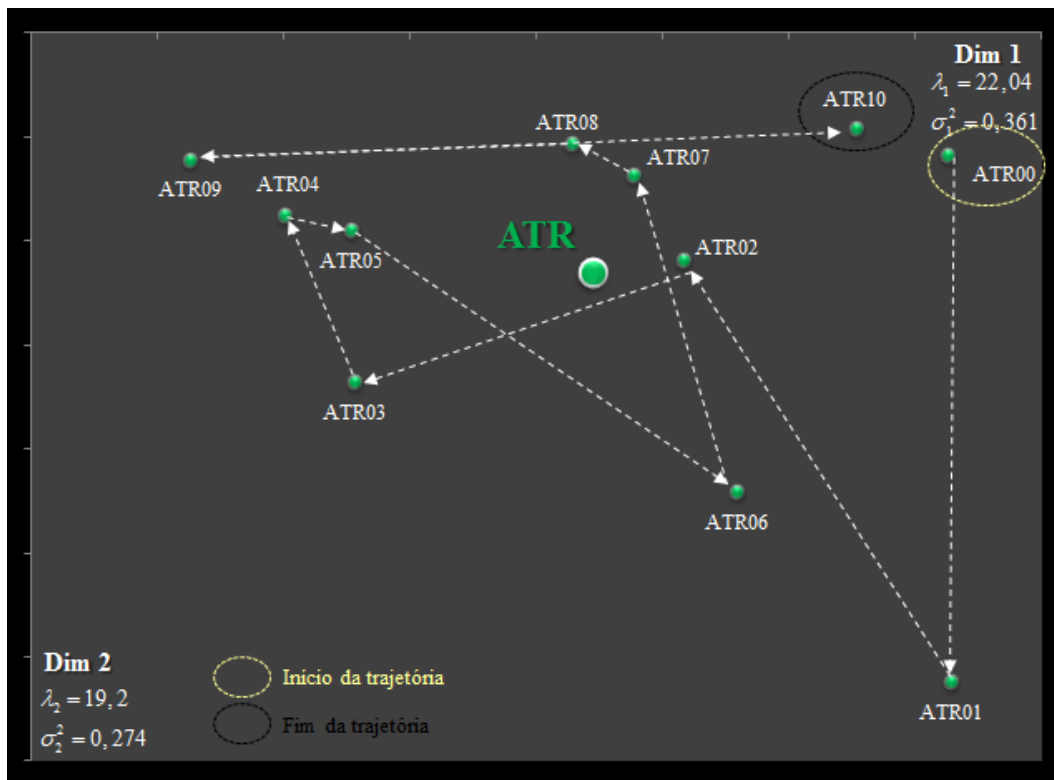 Dim 1
λ₁ = 22,04
σ₁² = 0,361
ATR10
ATR00
ATR08
ATR07
ATR09
ATR04
ATR
ATR02
ATR05
ATR03
ATR06
ATR01
Dim 2
λ₂ = 19,2
σ₂² = 0,274
Início da trajetória
Fim da trajetória